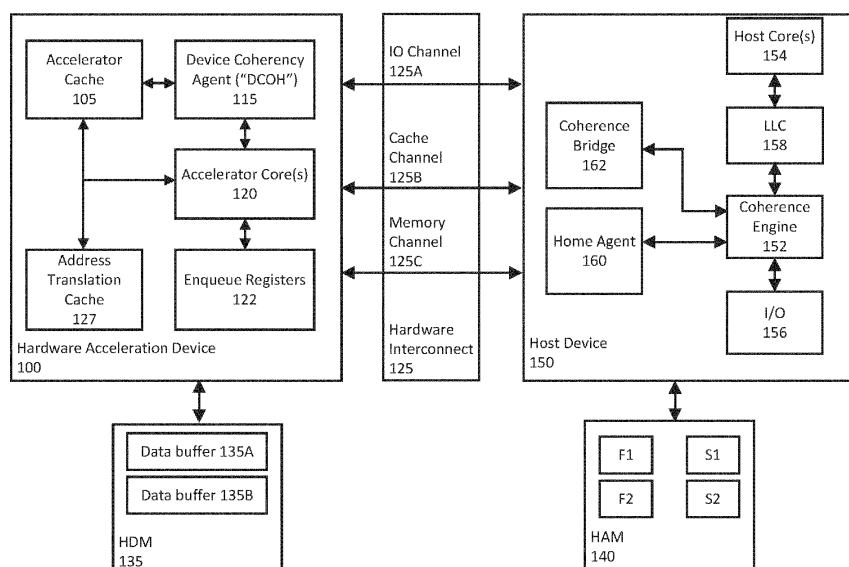 Accelerator
Cache
105
Device Coherency
Agent ("DCOH")
115
Accelerator Core(s)
120
Address
Translation
Cache
127
Enqueue Registers
122
Hardware Acceleration Device
100
IO Channel
125A
Cache
Channel
125B
Memory
Channel
125C
Hardware
Interconnect
125
Host Core(s)
154
Coherence
Bridge
162
LLC
158
Home Agent
160
Coherence
Engine
152
I/O
156
Host Device
150
Data buffer 135A
Data buffer 135B
HDM
135
F1
S1
F2
S2
HAM
140